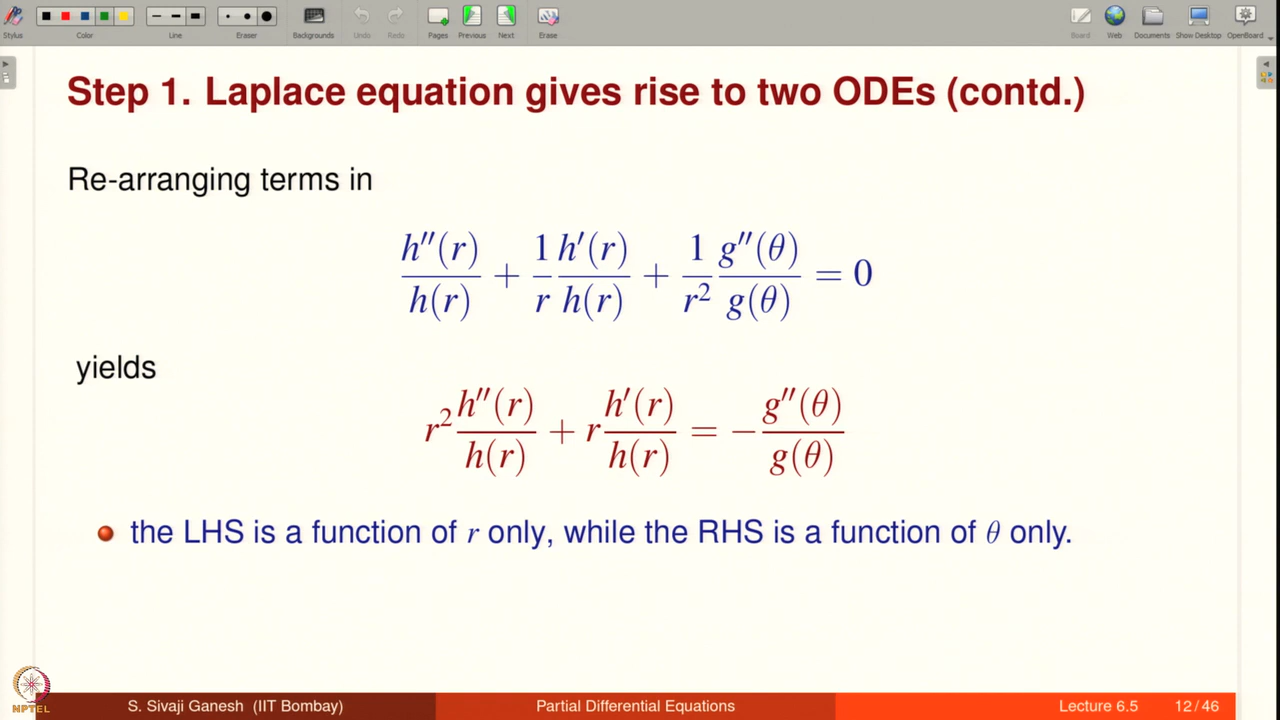 Stylus Color Line Eraser Backgrounds Undo Redo Pages Previous Next Erase Board Web Documents Show Desktop OpenBoard
Step 1. Laplace equation gives rise to two ODEs (contd.)
Re-arranging terms in
h″(r)/h(r) + 1/r h′(r)/h(r) + 1/r² g″(θ)/g(θ) = 0
yields
r² h″(r)/h(r) + r h′(r)/h(r) = − g″(θ)/g(θ)
the LHS is a function of r only, while the RHS is a function of θ only.
NPTEL
S. Sivaji Ganesh (IIT Bombay) Partial Differential Equations Lecture 6.5 12 / 46